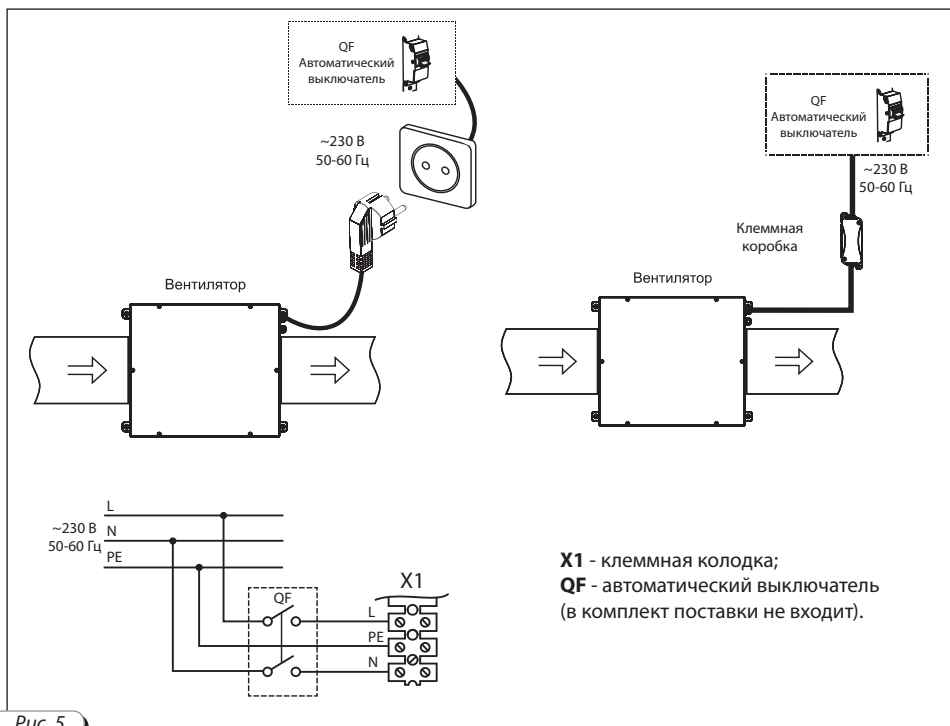 QF
Автоматический
выключатель
~230 В
50-60 Гц
Вентилятор
QF
Автоматический
выключатель
~230 В
50-60 Гц
Клеммная
коробка
Вентилятор
L
~230 В
N
50-60 Гц
PE
QF
X1
L
PE
N
X1 - клеммная колодка;
QF - автоматический выключатель
(в комплект поставки не входит).
Рис. 5